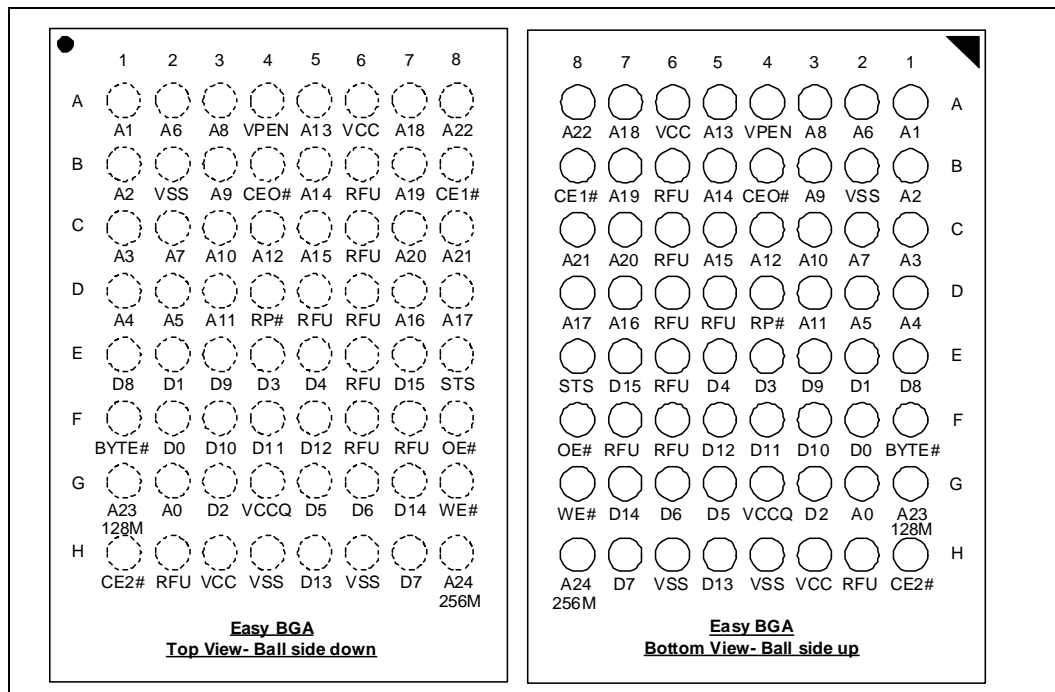 1 2 3 4 5 6 7 8
A
A1 A6 A8 VPEN A13 VCC A18 A22
B
A2 VSS A9 CEO# A14 RFU A19 CE1#
C
A3 A7 A10 A12 A15 RFU A20 A21
D
A4 A5 A11 RP# RFU RFU A16 A17
E
D8 D1 D9 D3 D4 RFU D15 STS
F
BYTE# D0 D10 D11 D12 RFU RFU OE#
G
A23 A0 D2 VCCQ D5 D6 D14 WE#
128M
H
CE2# RFU VCC VSS D13 VSS D7 A24
256M
Easy BGA
Top View- Ball side down
8 7 6 5 4 3 2 1
A
A22 A18 VCC A13 VPEN A8 A6 A1
B
CE1# A19 RFU A14 CEO# A9 VSS A2
C
A21 A20 RFU A15 A12 A10 A7 A3
D
A17 A16 RFU RFU RP# A11 A5 A4
E
STS D15 RFU D4 D3 D9 D1 D8
F
OE# RFU RFU D12 D11 D10 D0 BYTE#
G
WE# D14 D6 D5 VCCQ D2 A0 A23
128M
H
A24 D7 VSS D13 VSS VCC RFU CE2#
256M
Easy BGA
Bottom View- Ball side up